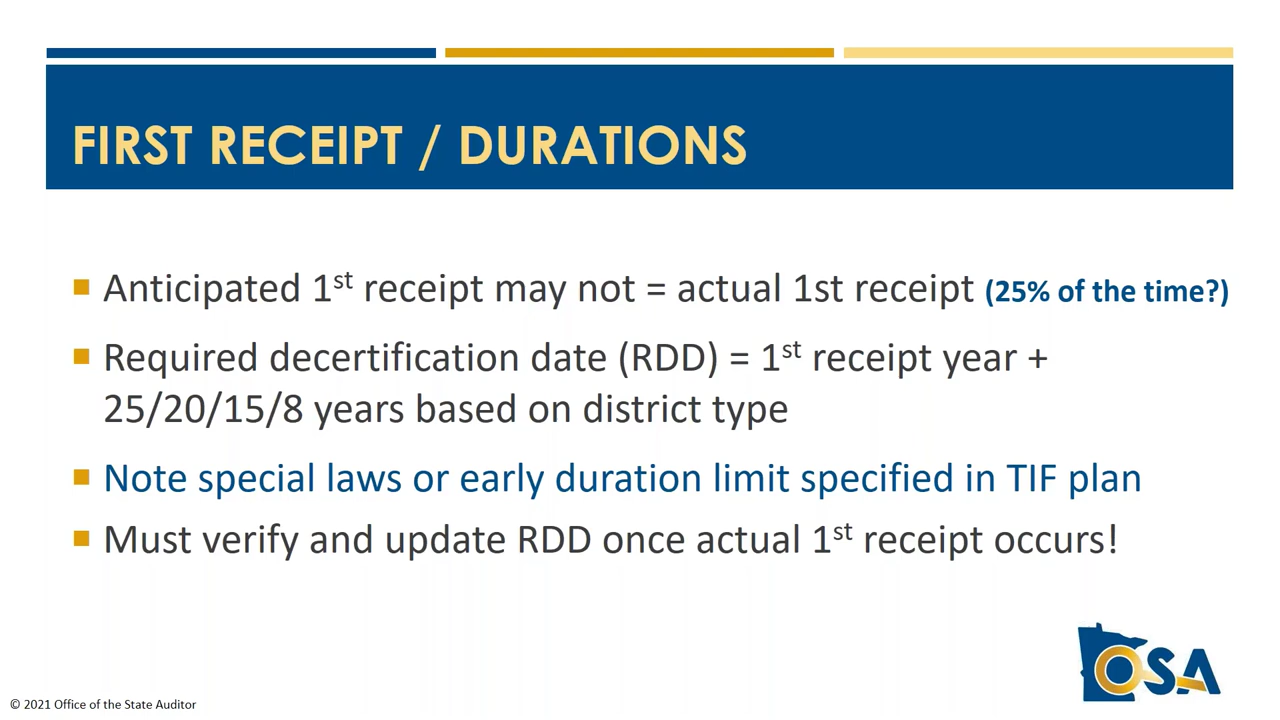 FIRST RECEIPT / DURATIONS
Anticipated 1st receipt may not = actual 1st receipt (25% of the time?)
Required decertification date (RDD) = 1st receipt year +
25/20/15/8 years based on district type
Note special laws or early duration limit specified in TIF plan
Must verify and update RDD once actual 1st receipt occurs!
OSA
© 2021 Office of the State Auditor